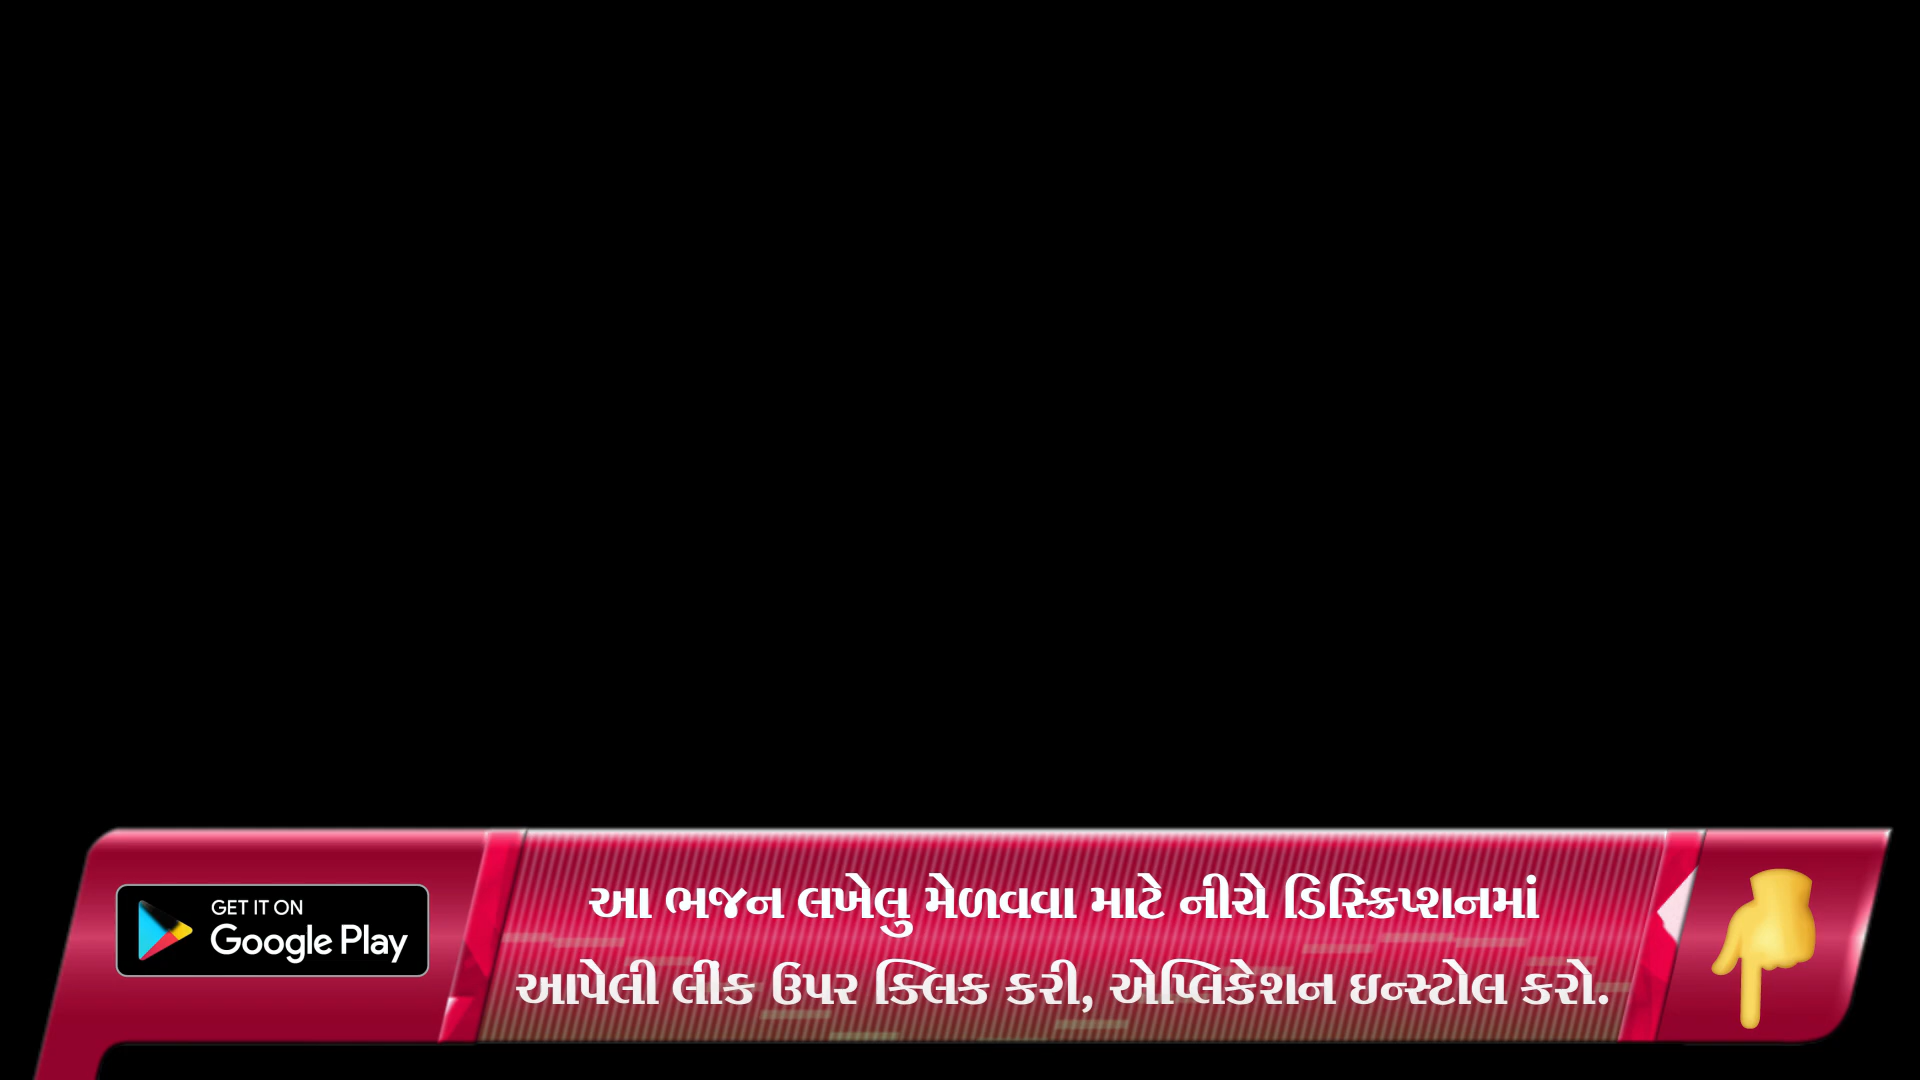 GET IT ON
Google Play
આ ભજન લખેલુ મેળવવા માટે નીચે ડિસ્ક્રિપ્શનમાં
આપેલી લીંક ઉપર ક્લિક કરી, એપ્લિકેશન ઇન્સ્ટોલ કરો.